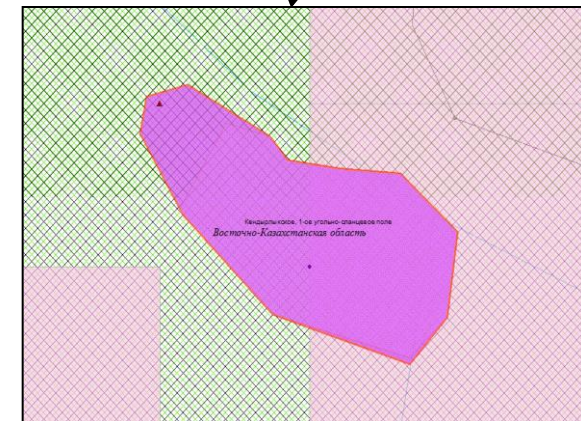 Кендырлыкское, 1-ое угольно-сланцевое поле
Восточно-Казахстанская область